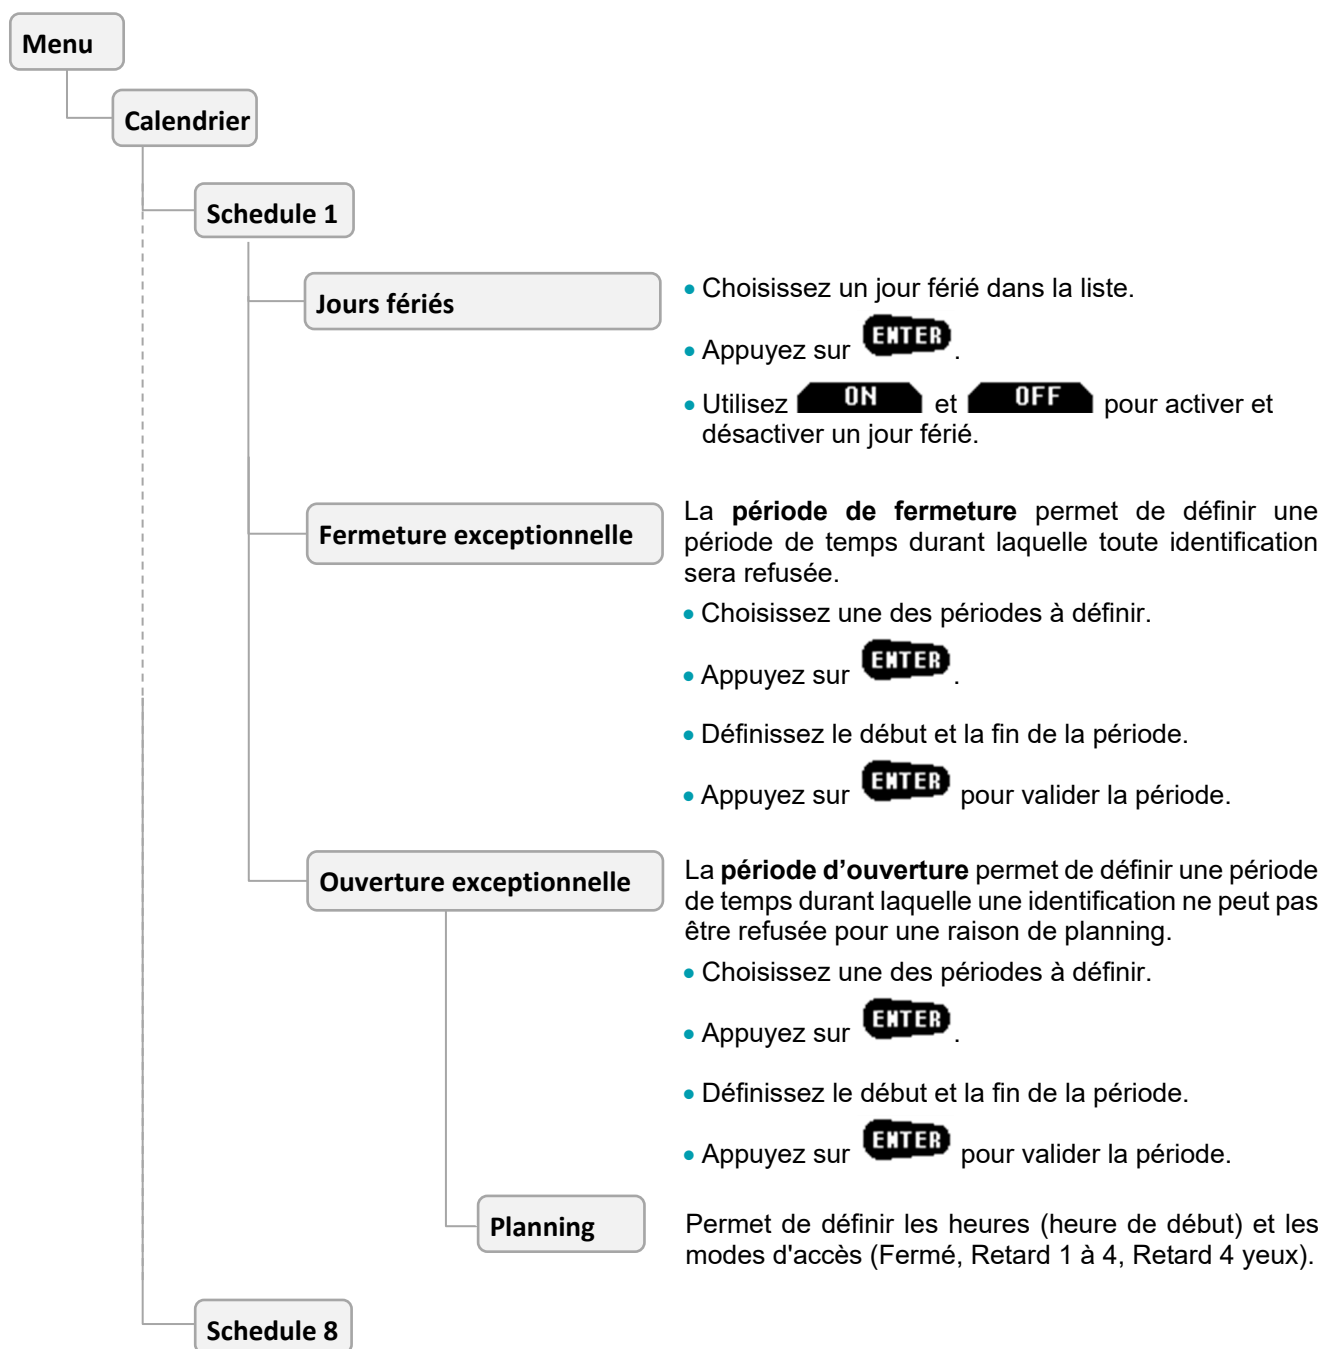 Menu
Calendrier
Schedule 1
Jours fériés
• Choisissez un jour férié dans la liste.
• Appuyez sur ENTER.
• Utilisez ON et OFF pour activer et
désactiver un jour férié.
Fermeture exceptionnelle
La période de fermeture permet de définir une
période de temps durant laquelle toute identification
sera refusée.
• Choisissez une des périodes à définir.
• Appuyez sur ENTER.
• Définissez le début et la fin de la période.
• Appuyez sur ENTER pour valider la période.
Ouverture exceptionnelle
La période d’ouverture permet de définir une période
de temps durant laquelle une identification ne peut pas
être refusée pour une raison de planning.
• Choisissez une des périodes à définir.
• Appuyez sur ENTER.
• Définissez le début et la fin de la période.
• Appuyez sur ENTER pour valider la période.
Planning
Permet de définir les heures (heure de début) et les
modes d'accès (Fermé, Retard 1 à 4, Retard 4 yeux).
Schedule 8